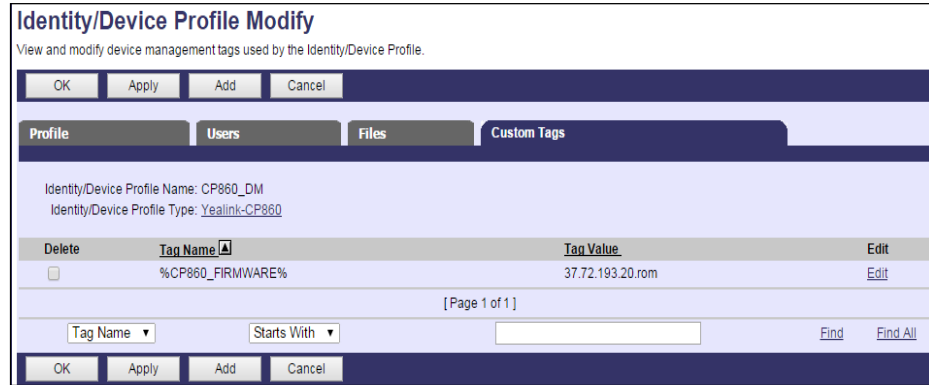 Identity/Device Profile Modify
View and modify device management tags used by the Identity/Device Profile.
OK Apply Add Cancel
Profile Users Files Custom Tags
Identity/Device Profile Name: CP860_DM
Identity/Device Profile Type: Yealink-CP860
Delete Tag Name Tag Value Edit
%CP860_FIRMWARE% 37.72.193.20.rom Edit
[ Page 1 of 1 ]
Tag Name Starts With Find Find All
OK Apply Add Cancel